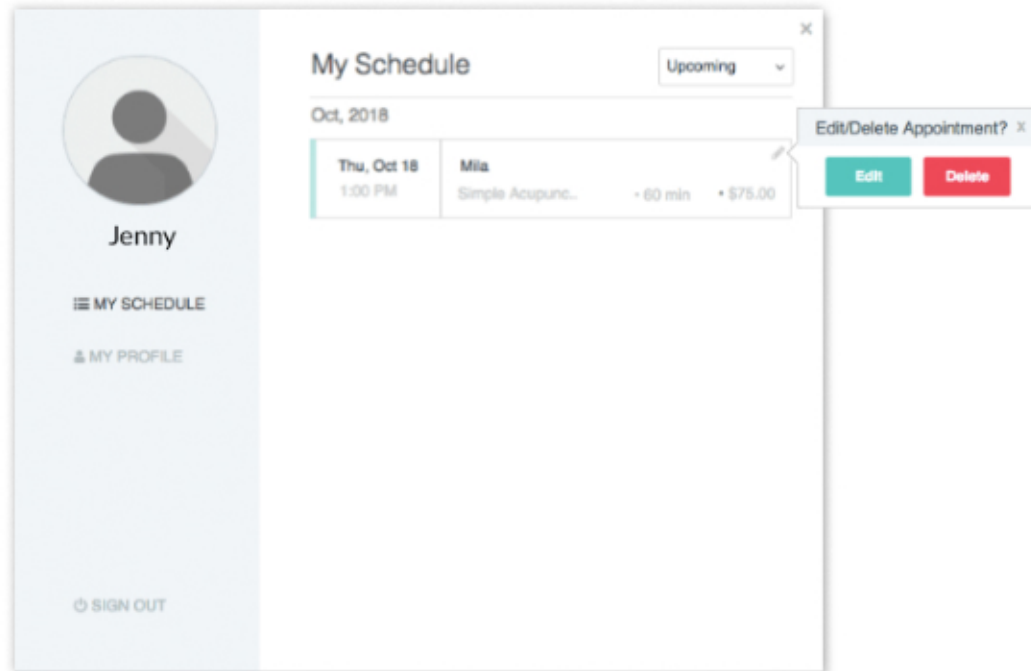 My Schedule
Upcoming
Oct, 2018
Thu, Oct 18
1:00 PM
Mila
Simple Acupunc..
• 60 min
• $75.00
Edit/Delete Appointment? x
Edit
Delete
Jenny
MY SCHEDULE
MY PROFILE
SIGN OUT